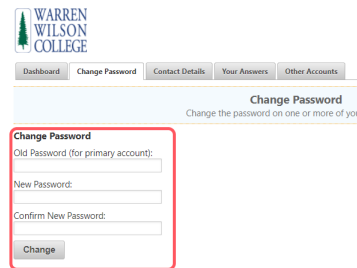 WARREN
WILSON
COLLEGE
Dashboard Change Password Contact Details Your Answers Other Accounts
Change Password
Change the password on one or more of
Change Password
Old Password (for primary account):
New Password:
Confirm New Password:
Change